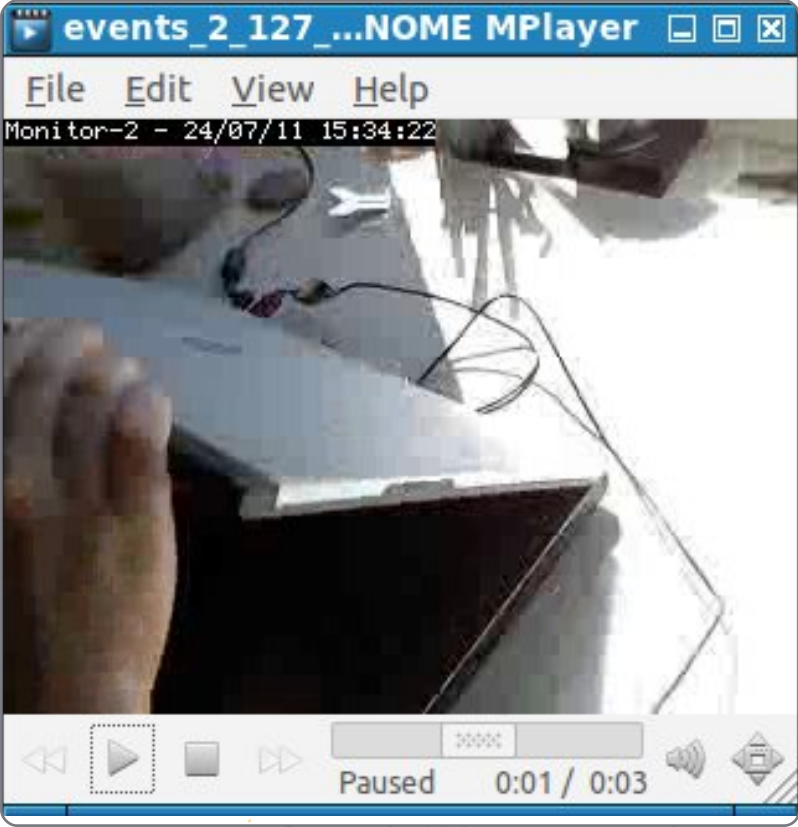 events_2_127_...NOME MPlayer
File Edit View Help
Monitor-2 - 24/07/11 15:34:22
Paused 0:01 / 0:03